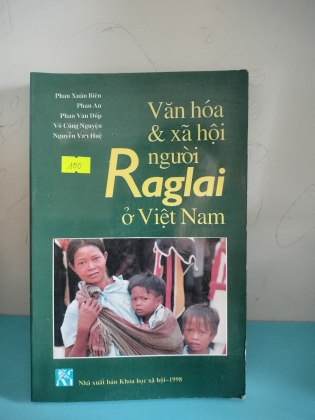 Phan Xuân Biên
Phan An
Phan Văn Dốp
Võ Công Nguyện
Nguyễn Văn Huệ
100
Văn hóa
& xã hội
người
Raglai
ở Việt Nam
Nhà xuất bản Khoa học xã hội-1998